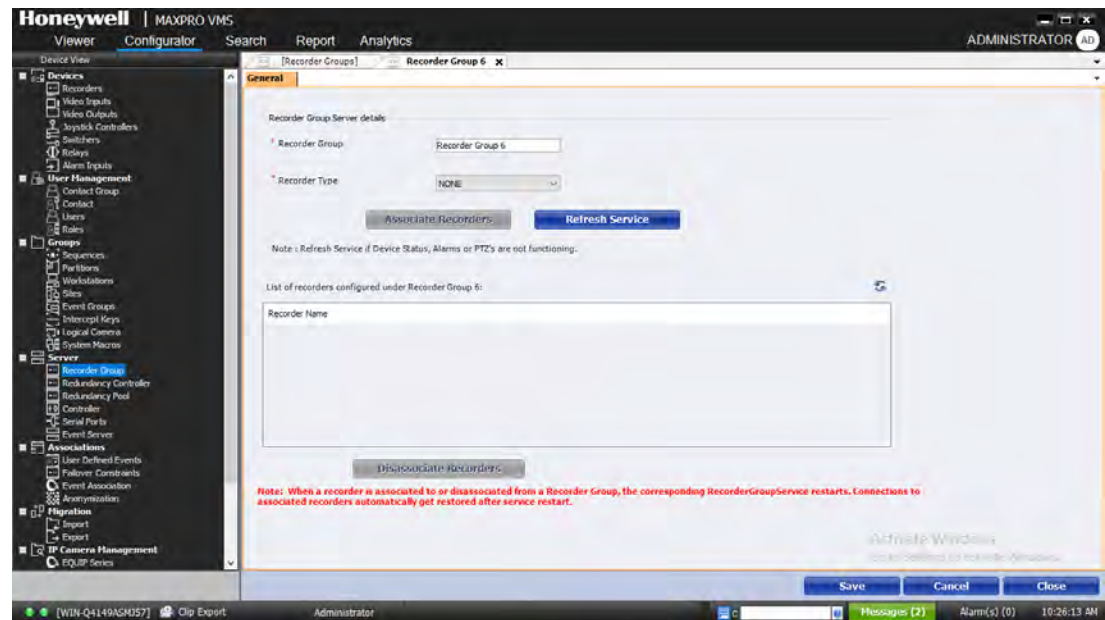 Honeywell | MAXPRO VMS
Viewer Configurator Search Report Analytics ADMINISTRATOR AD
Device View [Recorder Groups] Recorder Group 6 x
General
Devices
Recorders
Video Inputs
Video Outputs
Joystick Controllers
Switchers
Relays
Alarm Inputs
User Management
Contact Group
Contact
Users
Roles
Groups
Sequences
Partitions
Workstations
Sites
Event Groups
Intercept Keys
Logical Camera
System Macros
Server
Recorder Group
Redundancy Controller
Redundancy Pool
Controller
Serial Ports
Event Server
Associations
User Defined Events
Failover Constraints
Event Association
Anonymization
Migration
Import
Export
IP Camera Management
EQUIP Series
Recorder Group Server details
* Recorder Group Recorder Group 6
* Recorder Type NONE
Associate Recorders Refresh Service
Note : Refresh Service if Device Status, Alarms or PTZ's are not functioning.
List of recorders configured under Recorder Group 6:
Recorder Name
Disassociate Recorders
Note: When a recorder is associated to or disassociated from a Recorder Group, the corresponding RecorderGroupService restarts. Connections to
associated recorders automatically get restored after service restart.
Activate Windows
Save Cancel Close
[WIN-Q4149ASMJS7] Clip Export Administrator C Messages (2) Alarm(s) (0) 10:26:13 AM